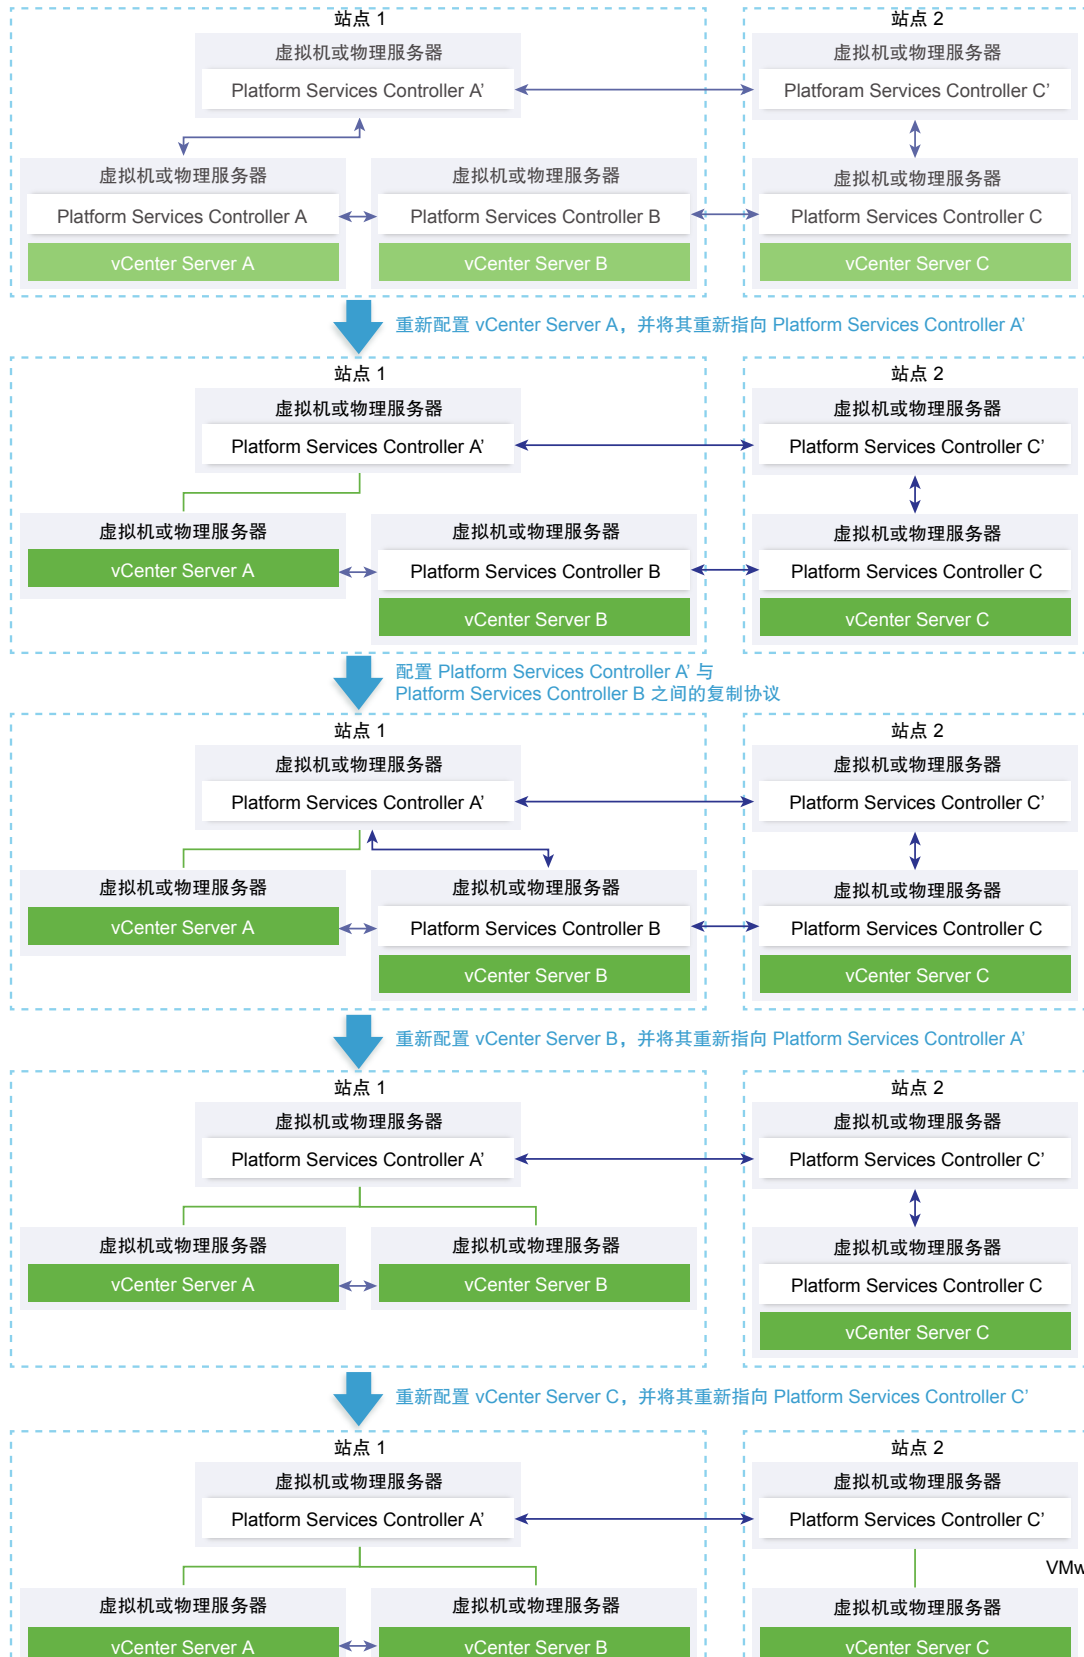 站点 1
站点 2
虚拟机或物理服务器
虚拟机或物理服务器
Platform Services Controller A’
Platforam Services Controller C’
虚拟机或物理服务器
虚拟机或物理服务器
虚拟机或物理服务器
Platform Services Controller A
Platform Services Controller B
Platform Services Controller C
vCenter Server A
vCenter Server B
vCenter Server C
重新配置 vCenter Server A，并将其重新指向 Platform Services Controller A’
站点 1
站点 2
虚拟机或物理服务器
虚拟机或物理服务器
Platform Services Controller A’
Platform Services Controller C’
虚拟机或物理服务器
虚拟机或物理服务器
虚拟机或物理服务器
vCenter Server A
Platform Services Controller B
Platform Services Controller C
vCenter Server B
vCenter Server C
配置 Platform Services Controller A’ 与
Platform Services Controller B 之间的复制协议
站点 1
站点 2
虚拟机或物理服务器
虚拟机或物理服务器
Platform Services Controller A’
Platform Services Controller C’
虚拟机或物理服务器
虚拟机或物理服务器
虚拟机或物理服务器
vCenter Server A
Platform Services Controller B
Platform Services Controller C
vCenter Server B
vCenter Server C
重新配置 vCenter Server B，并将其重新指向 Platform Services Controller A’
站点 1
站点 2
虚拟机或物理服务器
虚拟机或物理服务器
Platform Services Controller A’
Platform Services Controller C’
虚拟机或物理服务器
虚拟机或物理服务器
虚拟机或物理服务器
vCenter Server A
vCenter Server B
Platform Services Controller C
vCenter Server C
重新配置 vCenter Server C，并将其重新指向 Platform Services Controller C’
站点 1
站点 2
虚拟机或物理服务器
虚拟机或物理服务器
Platform Services Controller A’
Platform Services Controller C’
VMw
虚拟机或物理服务器
虚拟机或物理服务器
虚拟机或物理服务器
vCenter Server A
vCenter Server B
vCenter Server C